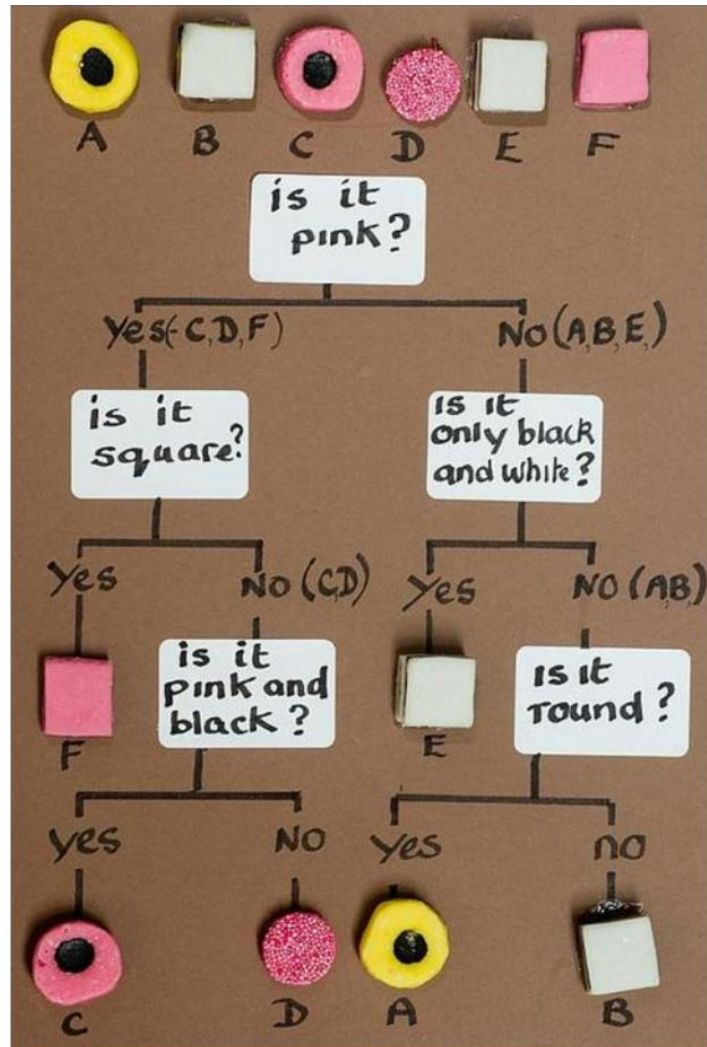 A B C D E F
is it
pink?
Yes(-C,D,F) No(A,B,E,)
is it
square?
Is it
only black
and white?
Yes No (C,D) Yes NO (A,B)
is it
pink and
black?
Is it
round?
F E
yes No Yes no
C D A B